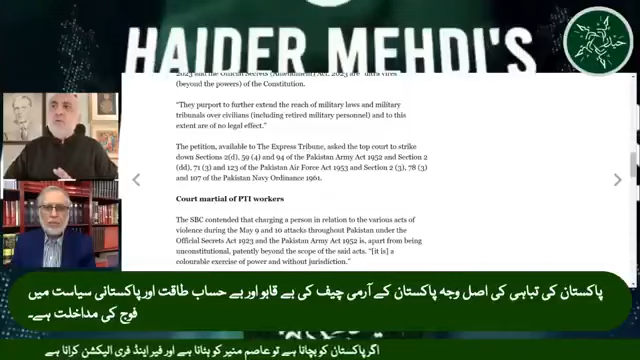 HAIDER MEHDI'S
2023 and the Official Secrets (Amendment) Act, 2023 are "ultra vires
(beyond the powers) of the Constitution.
"They purport to further extend the reach of military laws and military
tribunals over civilians (including retired military personnel) and to this
extent are of no legal effect."
The petition, available to The Express Tribune, asked the top court to strike
down Sections 2(d), 59 (4) and 94 of the Pakistan Army Act 1952 and Section 2
(dd), 71 (3) and 123 of the Pakistan Air Force Act 1953 and Section 2 (3), 78 (3)
and 107 of the Pakistan Navy Ordinance 1961.
Court martial of PTI workers
The SBC contended that charging a person in relation to the various acts of
violence during the May 9 and 10 attacks throughout Pakistan under the
Official Secrets Act 1923 and the Pakistan Army Act 1952 is, apart from being
unconstitutional, patently beyond the scope of the said acts. "[it is] a
colourable exercise of power and without jurisdiction."
پاکستان کی تباہی کی اصل وجہ پاکستان کے آرمی چیف کی بے قابو اور بے حساب طاقت اور پاکستانی سیاست میں
فوج کی مداخلت ہے۔
اگر پاکستان کو بچانا ہے تو عاصم منیر کو ہٹانا ہے اور فیر اینڈ فری الیکشن کرانا ہے